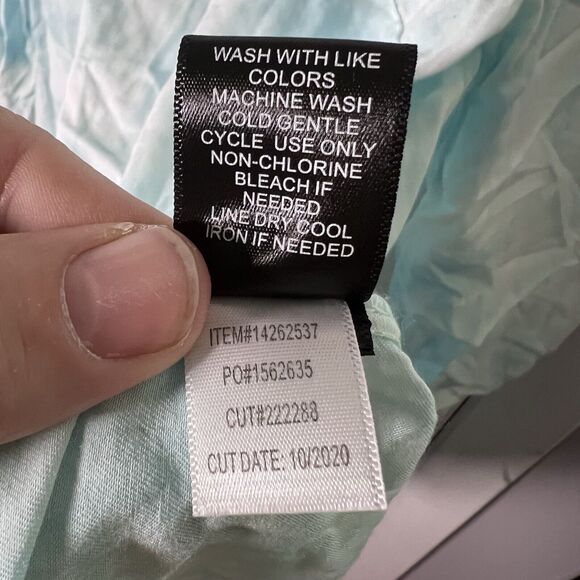 WASH WITH LIKE
COLORS
MACHINE WASH
COLD GENTLE
CYCLE USE ONLY
NON-CHLORINE
BLEACH IF
NEEDED
LINE DRY COOL
IRON IF NEEDED
ITEM#14262537
PO#1562635
CUT#222288
CUT DATE: 10/2020